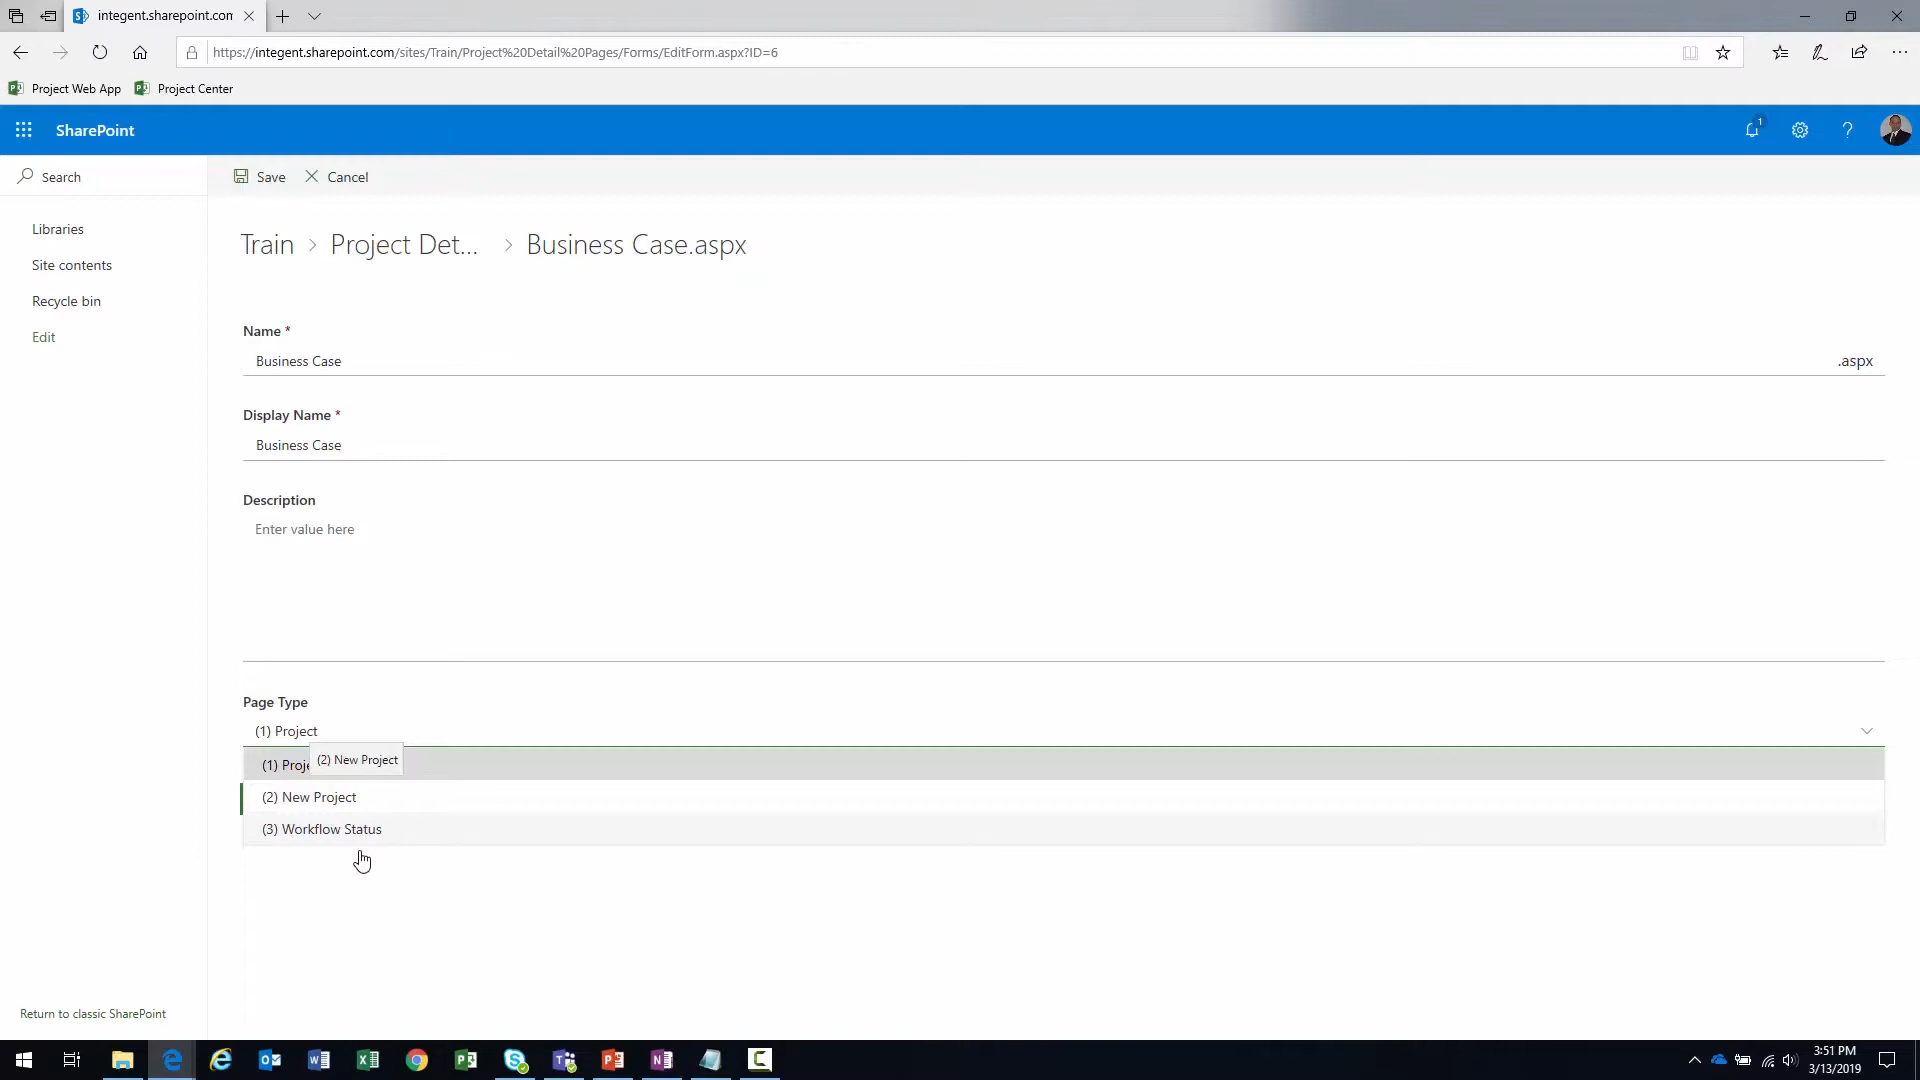 integent.sharepoint.com
https://integent.sharepoint.com/sites/Train/Project%20Detail%20Pages/Forms/EditForm.aspx?ID=6
Project Web App
Project Center
SharePoint
1
?
Search
Save
Cancel
Libraries
Site contents
Recycle bin
Edit
Train > Project Det... > Business Case.aspx
Name *
Business Case
.aspx
Display Name *
Business Case
Description
Enter value here
Page Type
(1) Project
(2) New Project
(1) Proje
(2) New Project
(3) Workflow Status
Return to classic SharePoint
3:51 PM
3/13/2019